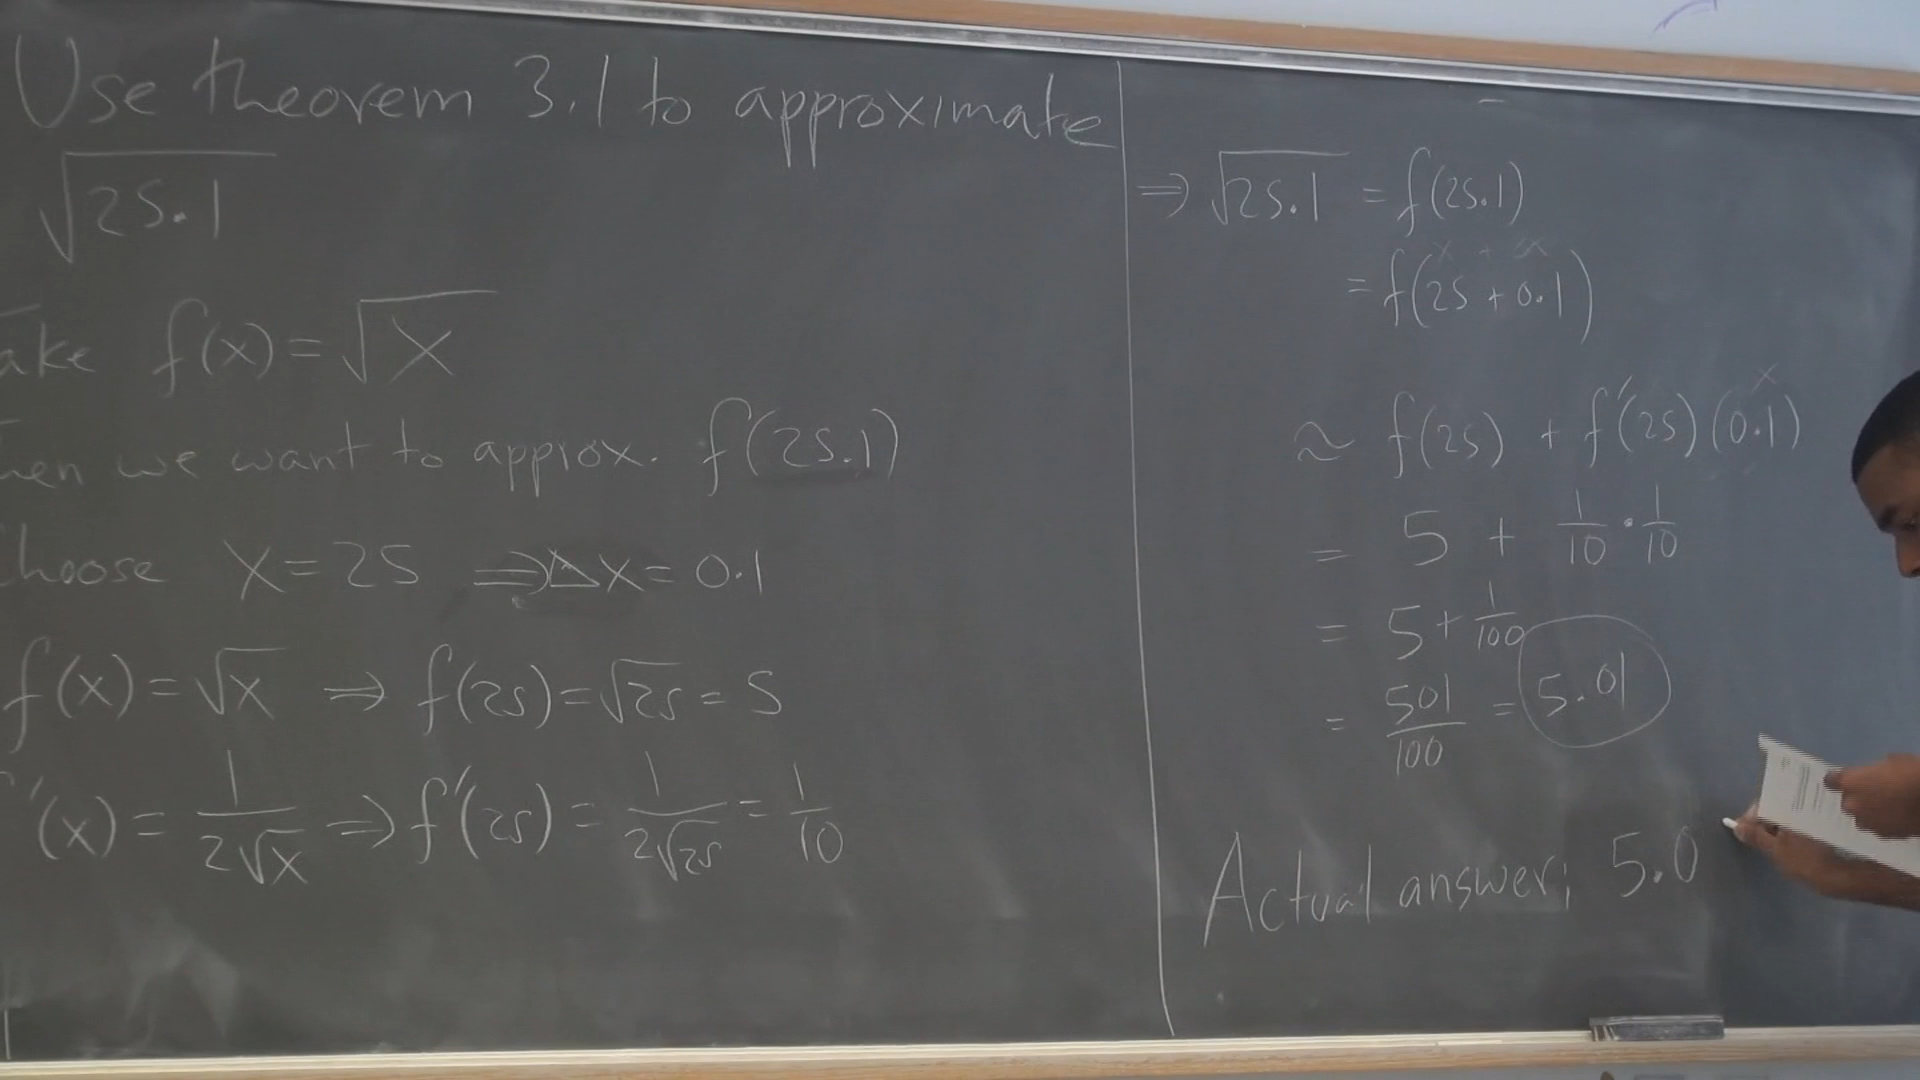 Use theorem 3.1 to approximate
√25.1
ake f(x) = √x
hen we want to approx. f(25.1)
hoose x = 25 ⇒ Δx = 0.1
f(x) = √x ⇒ f(25) = √25 = 5
'(x) = 1/(2√x) ⇒ f'(25) = 1/(2√25) = 1/10
⇒ √25.1 = f(25.1)
x + Δx
= f(25 + 0.1)
≈ f(25) + f'(25)(0.1)
= 5 + 1/10 · 1/10
= 5 + 1/100
= 501/100 = 5.01
Actual answer: 5.0